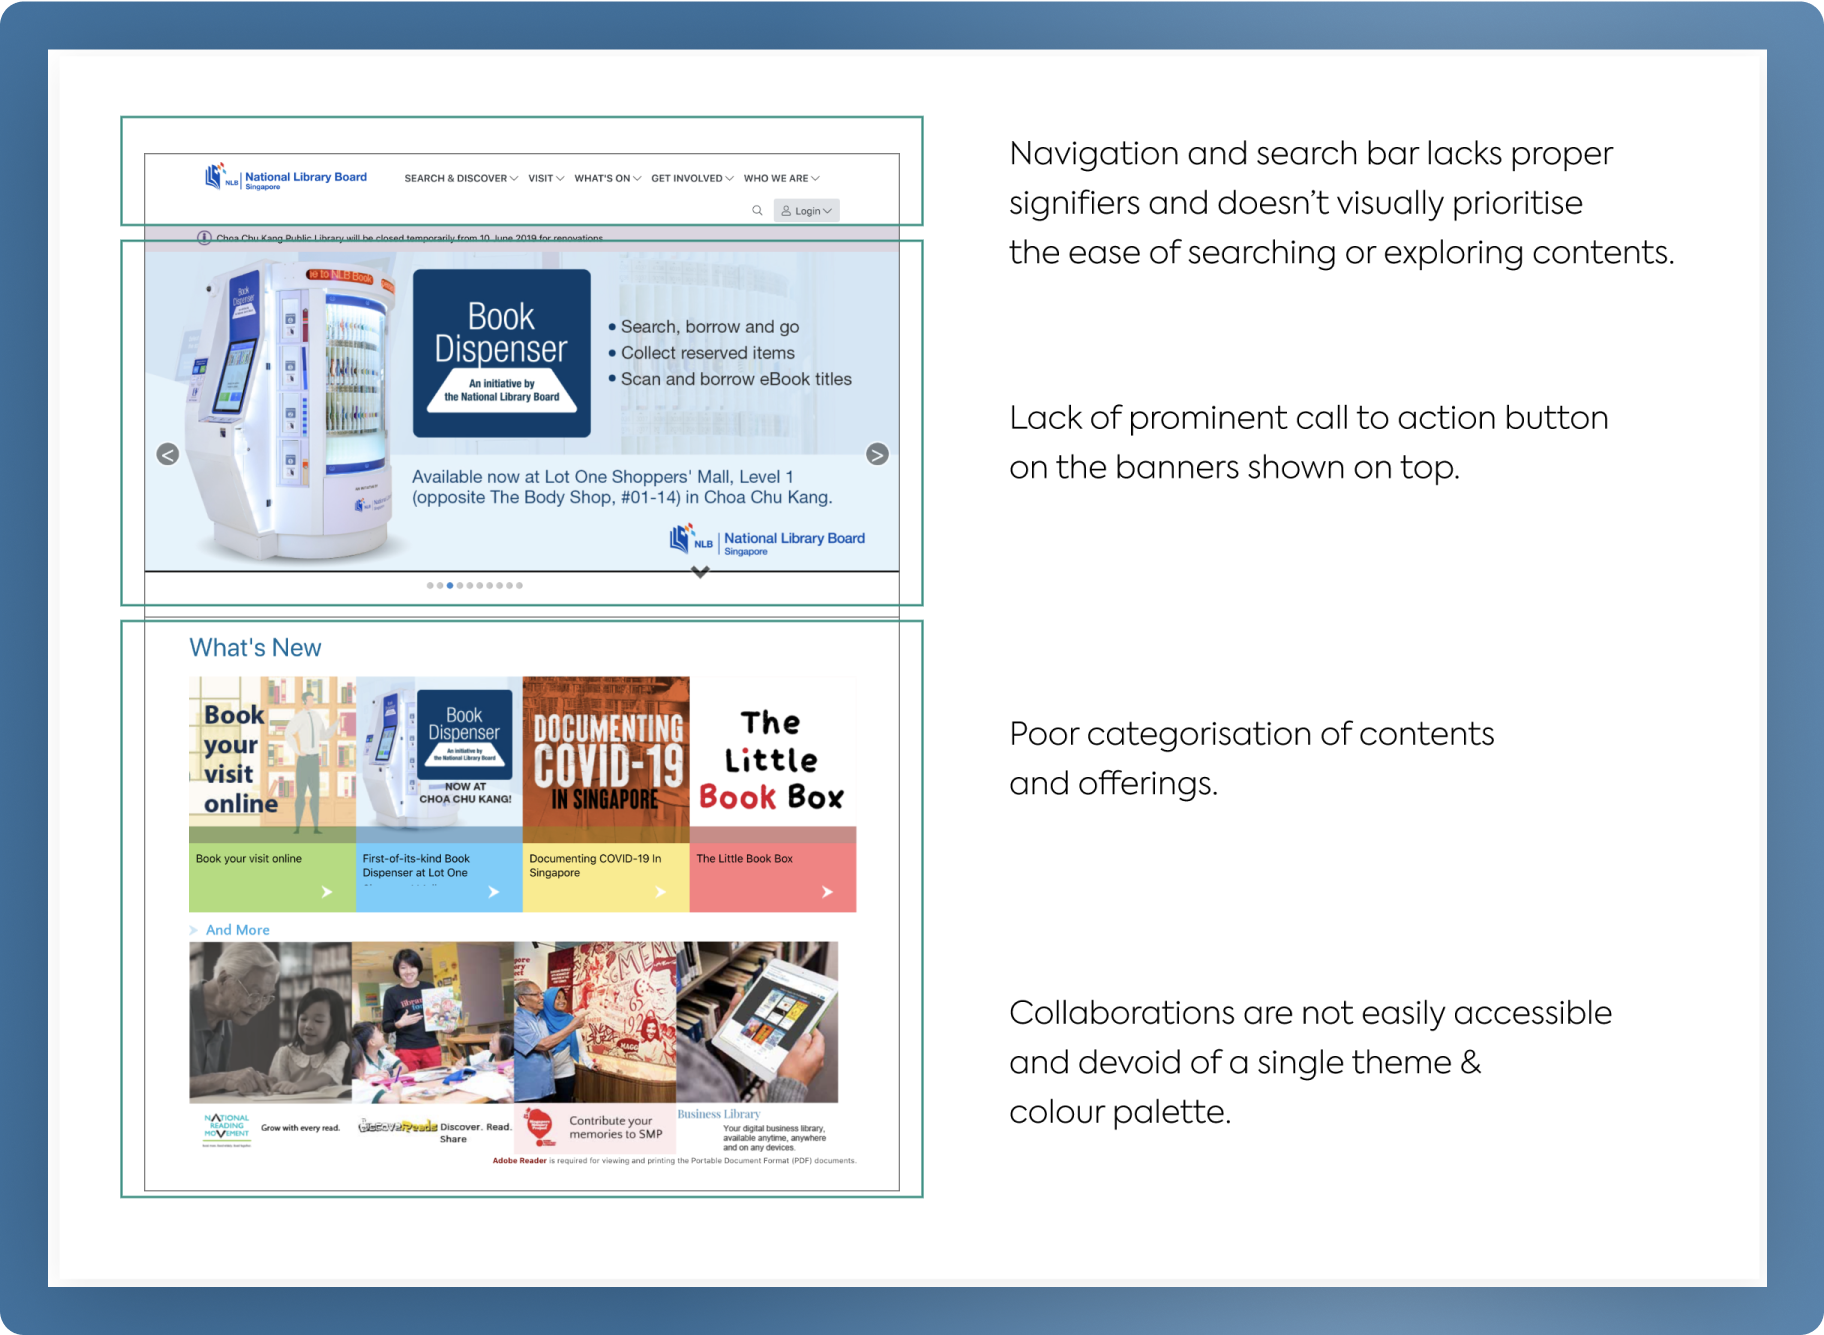 NLB
National Library Board
Singapore
SEARCH & DISCOVER
VISIT
WHAT'S ON
GET INVOLVED
WHO WE ARE
Login
Choa Chu Kang Public Library will be closed temporarily from 10 June 2019 for renovations
Book
Dispenser
e to NLB Book
Book
Dispenser
An initiative by
the National Library Board
• Search, borrow and go
• Collect reserved items
• Scan and borrow eBook titles
<
>
Available now at Lot One Shoppers' Mall, Level 1
(opposite The Body Shop, #01-14) in Choa Chu Kang.
NLB
National Library Board
Singapore
What's New
Book
your
visit
online
Book
Dispenser
An initiative by
the National Library Board
NOW AT
CHOA CHU KANG!
DOCUMENTING
COVID-19
IN SINGAPORE
The
Little
Book Box
Book your visit online
First-of-its-kind Book
Dispenser at Lot One
Documenting COVID-19 In
Singapore
The Little Book Box
And More
NATIONAL
READING
MOVEMENT
Grow with every read.
DiscoveReads
Discover. Read.
Share
Contribute your
memories to SMP
Business Library
Your digital business library,
available anytime, anywhere
and on any devices.
Adobe Reader is required for viewing and printing the Portable Document Format (PDF) documents.
Navigation and search bar lacks proper
signifiers and doesn’t visually prioritise
the ease of searching or exploring contents.
Lack of prominent call to action button
on the banners shown on top.
Poor categorisation of contents
and offerings.
Collaborations are not easily accessible
and devoid of a single theme &
colour palette.